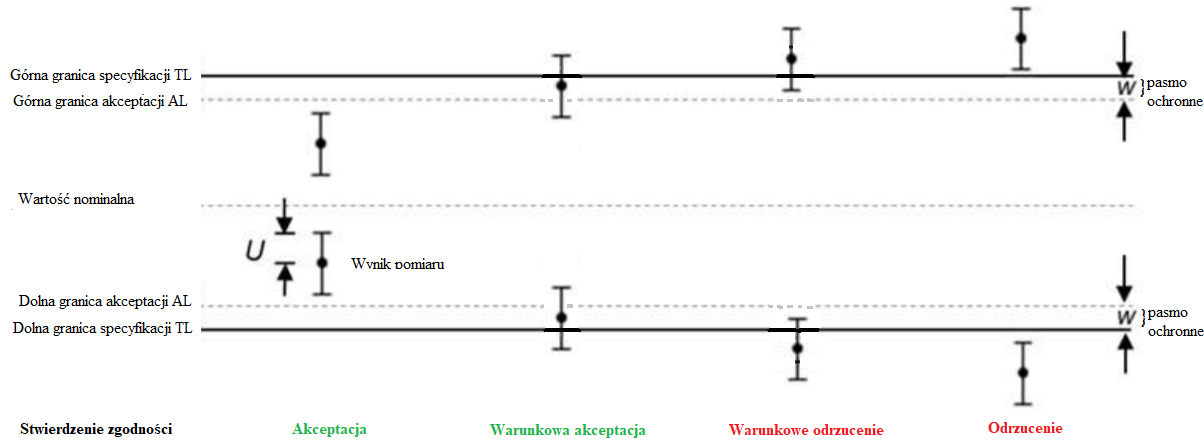 Górna granica specyfikacji TL
Górna granica akceptacji AL
W
pasmo
ochronne
Wartość nominalna
U
Wynik pomiaru
Dolna granica akceptacji AL
Dolna granica specyfikacji TL
W
pasmo
ochronne
Stwierdzenie zgodności
Akceptacja
Warunkowa akceptacja
Warunkowe odrzucenie
Odrzucenie